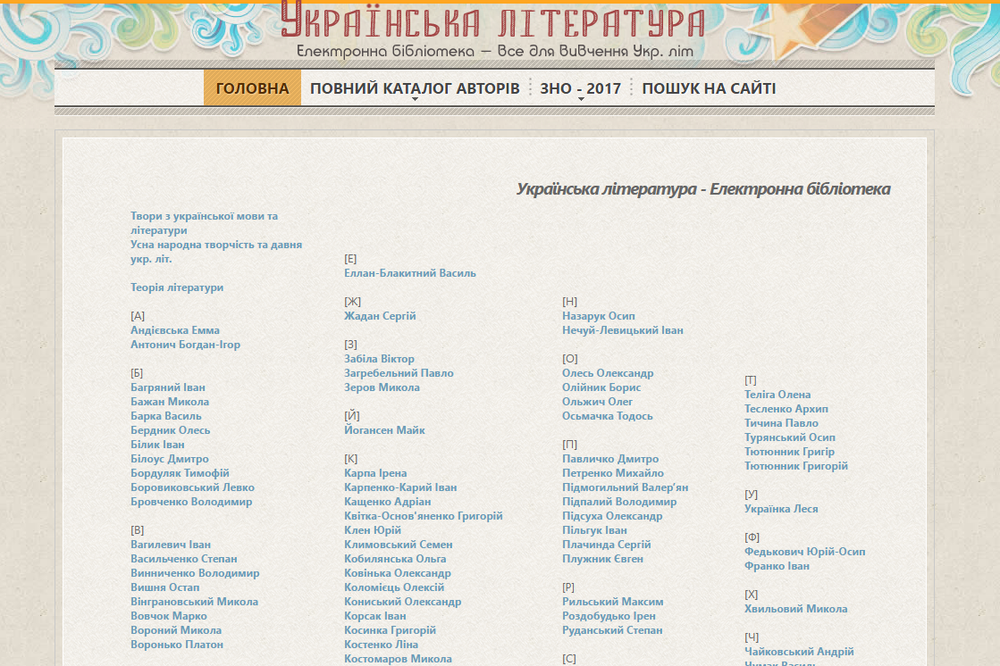 Українська література
Електронна бібліотека — Все для вивчення Укр. літ
ГОЛОВНА
ПОВНИЙ КАТАЛОГ АВТОРІВ
ЗНО - 2017
ПОШУК НА САЙТІ
Українська література - Електронна бібліотека
Твори з української мови та
літератури
Усна народна творчість та давня
укр. літ.
Теорія літератури
[А]
Андієвська Емма
Антонич Богдан-Ігор
[Б]
Багряний Іван
Бажан Микола
Барка Василь
Бердник Олесь
Білик Іван
Білоус Дмитро
Бордуляк Тимофій
Боровиковський Левко
Бровченко Володимир
[В]
Вагилевич Іван
Васильченко Степан
Винниченко Володимир
Вишня Остап
Вінграновський Микола
Вовчок Марко
Вороний Микола
Воронько Платон
[Е]
Еллан-Блакитний Василь
[Ж]
Жадан Сергій
[З]
Забіла Віктор
Загребельний Павло
Зеров Микола
[Й]
Йогансен Майк
[К]
Карпа Ірена
Карпенко-Карий Іван
Кащенко Адріан
Квітка-Основ'яненко Григорій
Клен Юрій
Климовський Семен
Кобилянська Ольга
Ковінька Олександр
Коломієць Олексій
Кониський Олександр
Корсак Іван
Косинка Григорій
Костенко Ліна
Костомаров Микола
[Н]
Назарук Осип
Нечуй-Левицький Іван
[О]
Олесь Олександр
Олійник Борис
Ольжич Олег
Осьмачка Тодось
[П]
Павличко Дмитро
Петренко Михайло
Підмогильний Валер'ян
Підпалий Володимир
Підсуха Олександр
Пільгук Іван
Плачинда Сергій
Плужник Євген
[Р]
Рильський Максим
Роздобудько Ірен
Руданський Степан
[С]
[Т]
Теліга Олена
Тесленко Архип
Тичина Павло
Турянський Осип
Тютюнник Григір
Тютюнник Григорій
[У]
Українка Леся
[Ф]
Федькович Юрій-Осип
Франко Іван
[Х]
Хвильовий Микола
[Ч]
Чайковський Андрій
Чумак Василь